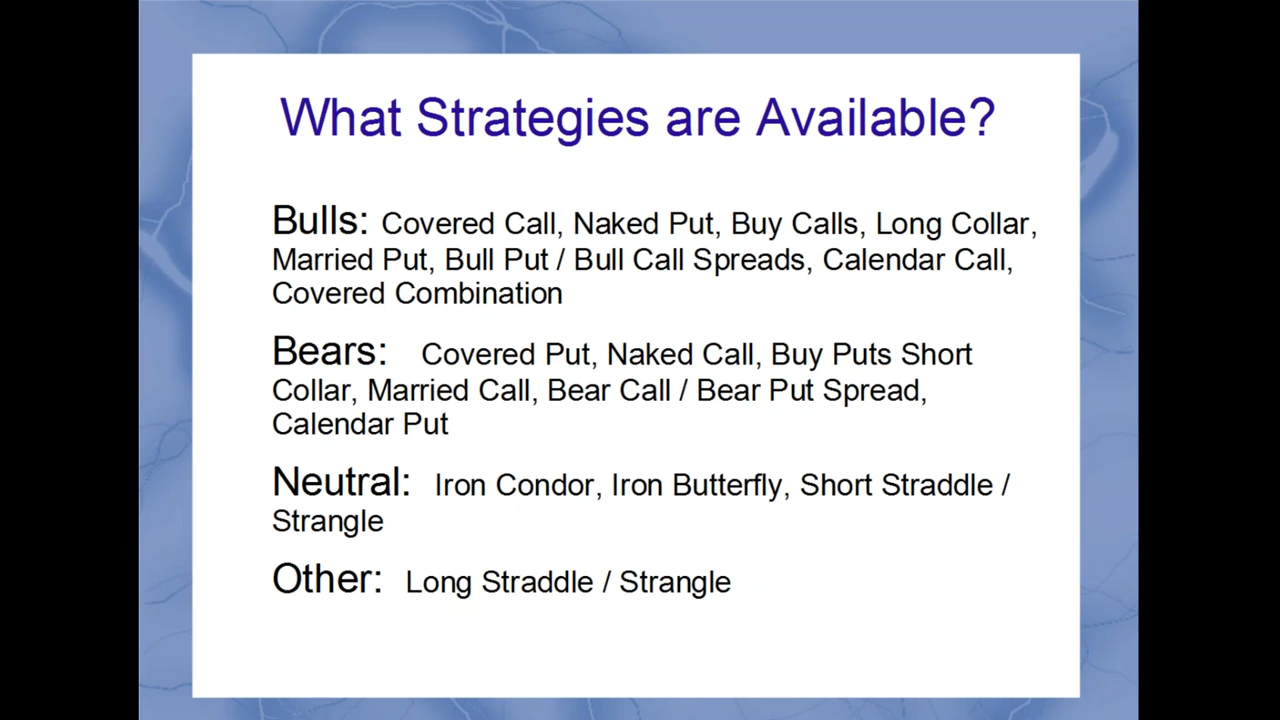 What Strategies are Available?
Bulls: Covered Call, Naked Put, Buy Calls, Long Collar,
Married Put, Bull Put / Bull Call Spreads, Calendar Call,
Covered Combination
Bears: Covered Put, Naked Call, Buy Puts Short
Collar, Married Call, Bear Call / Bear Put Spread,
Calendar Put
Neutral: Iron Condor, Iron Butterfly, Short Straddle /
Strangle
Other: Long Straddle / Strangle